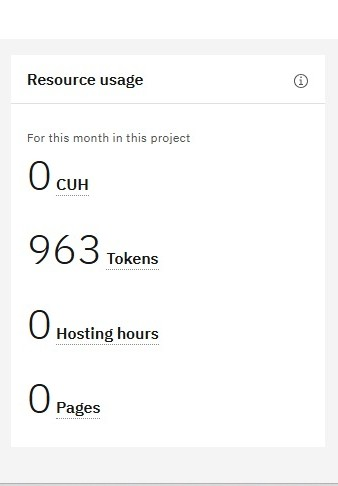 Resource usage
For this month in this project
0 CUH
963 Tokens
0 Hosting hours
0 Pages